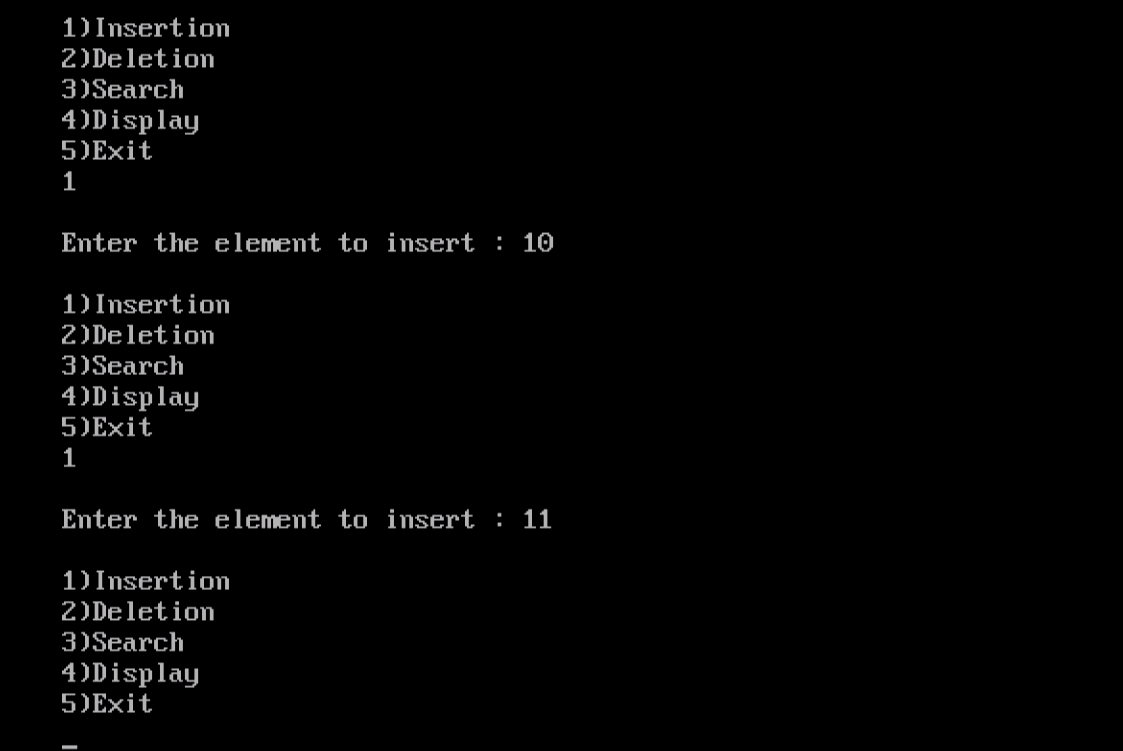 1)Insertion
2)Deletion
3)Search
4)Display
5)Exit
1
Enter the element to insert : 10
1)Insertion
2)Deletion
3)Search
4)Display
5)Exit
1
Enter the element to insert : 11
1)Insertion
2)Deletion
3)Search
4)Display
5)Exit
_